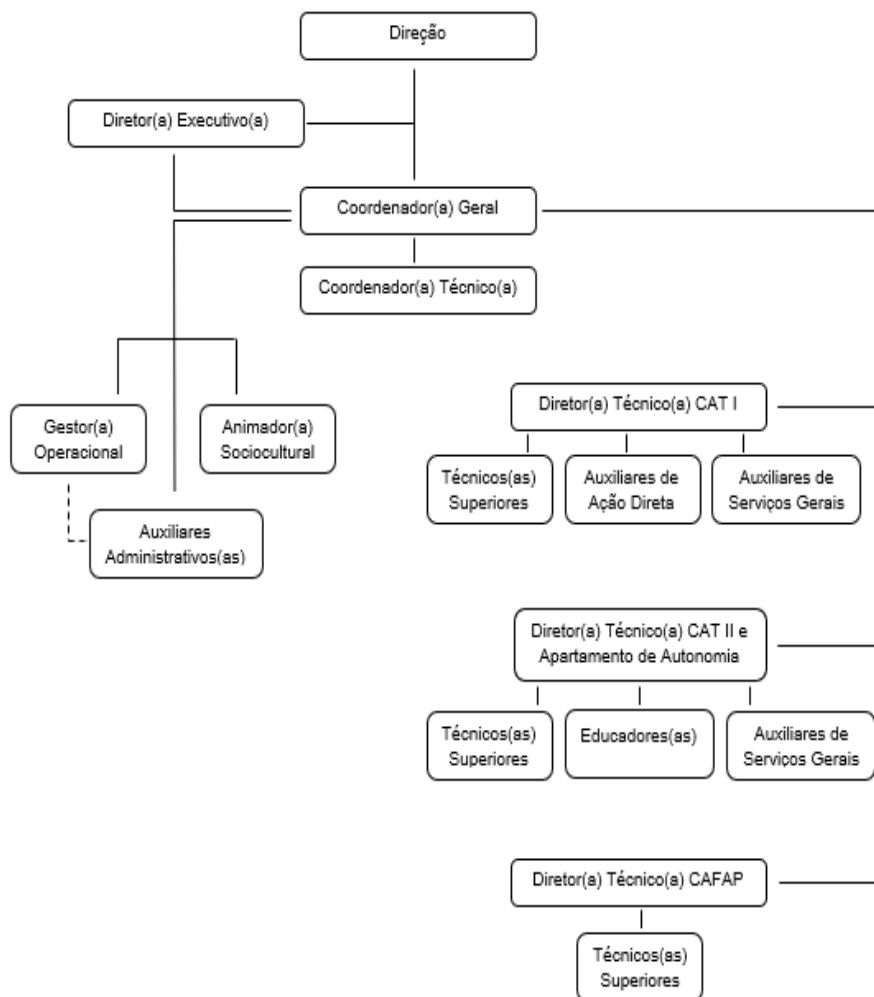 Direção
Diretor(a) Executivo(a)
Coordenador(a) Geral
Coordenador(a) Técnico(a)
Gestor(a)
Operacional
Animador(a)
Sociocultural
Auxiliares
Administrativos(as)
Diretor(a) Técnico(a) CAT I
Técnicos(as)
Superiores
Auxiliares de
Ação Direta
Auxiliares de
Serviços Gerais
Diretor(a) Técnico(a) CAT II e
Apartamento de Autonomia
Técnicos(as)
Superiores
Educadores(as)
Auxiliares de
Serviços Gerais
Diretor(a) Técnico(a) CAFAP
Técnicos(as)
Superiores